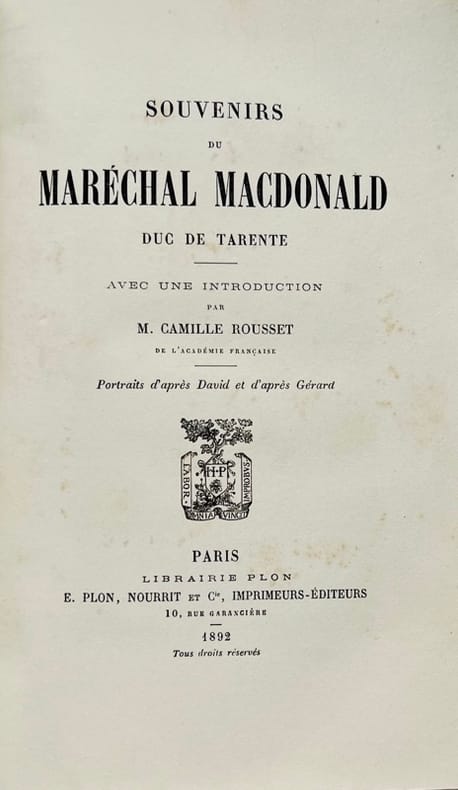 SOUVENIRS
DU
MARÉCHAL MACDONALD
DUC DE TARENTE
AVEC UNE INTRODUCTION
PAR
M. CAMILLE ROUSSET
DE L'ACADÉMIE FRANÇAISE
Portraits d'après David et d'après Gérard
H·P
LABOR
IMPROBVS
OMNIA VINCIT
PARIS
LIBRAIRIE PLON
E. PLON, NOURRIT ET Cie, IMPRIMEURS-ÉDITEURS
10, RUE GARANCIÈRE
1892
Tous droits réservés